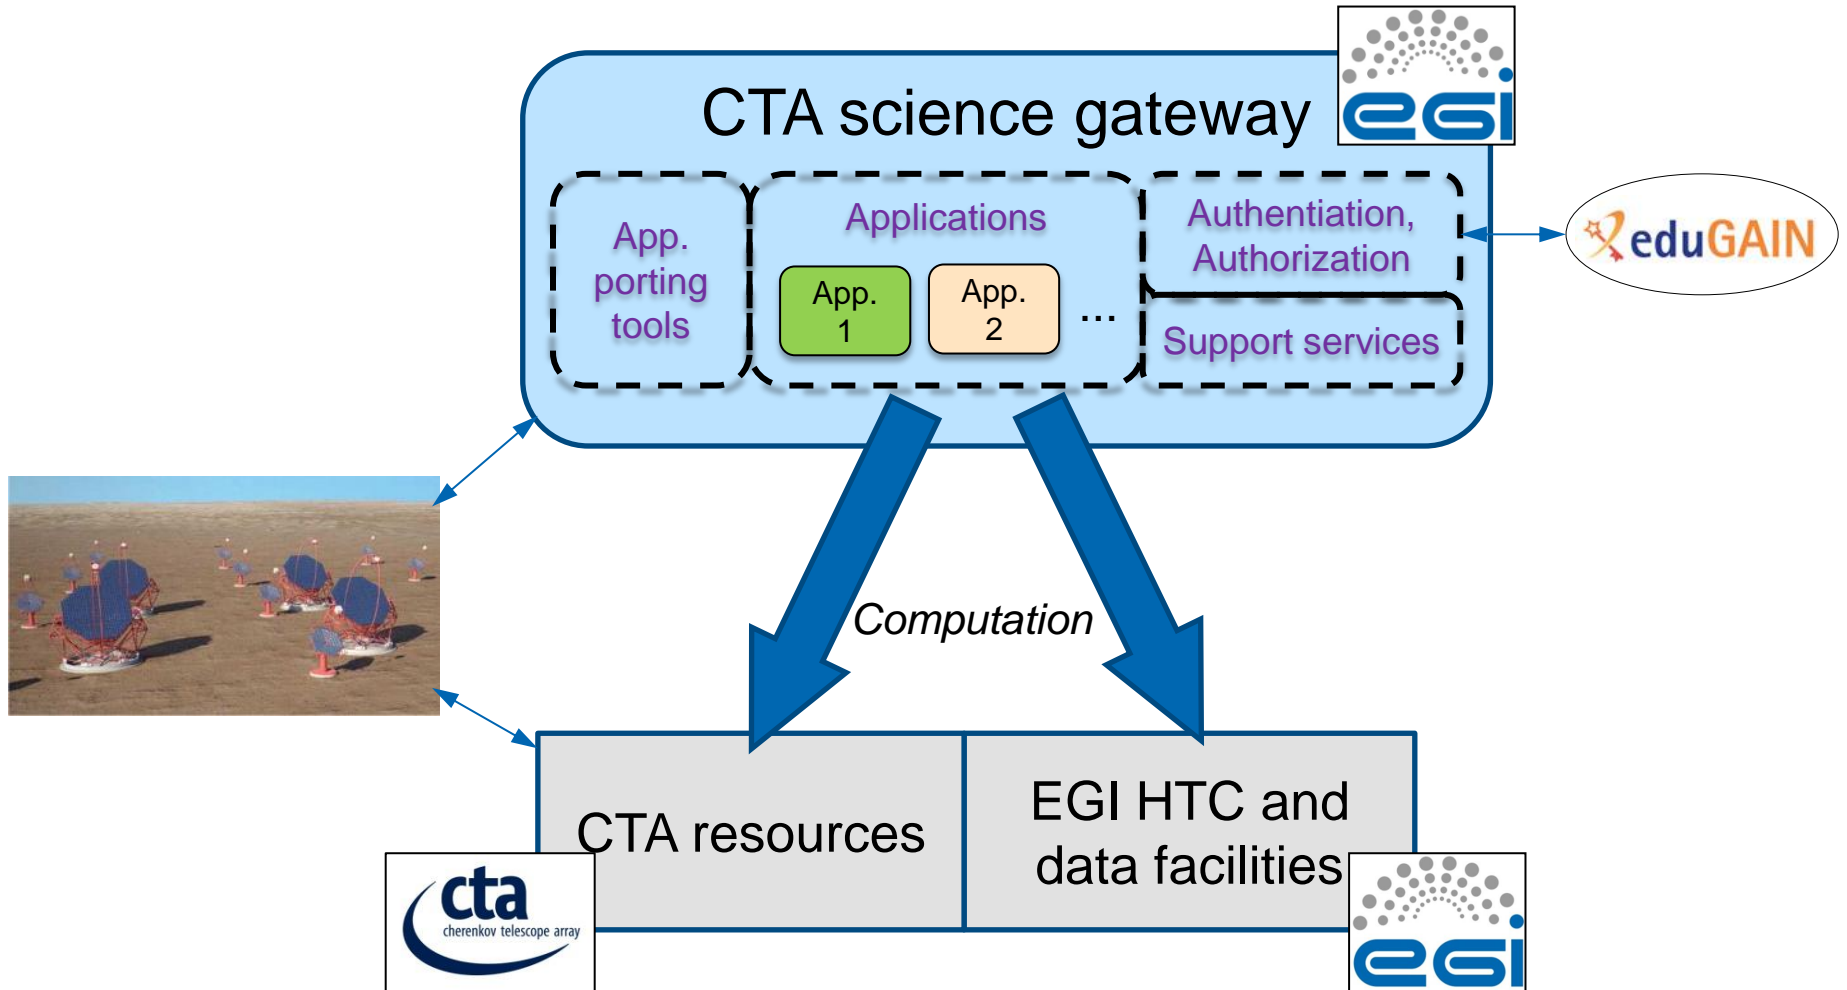 CTA science gateway
egi
App.
porting
tools
Applications
App.
1
App.
2
...
Authentiation,
Authorization
Support services
eduGAIN
Computation
CTA resources
EGI HTC and
data facilities
cta
cherenkov telescope array
egi